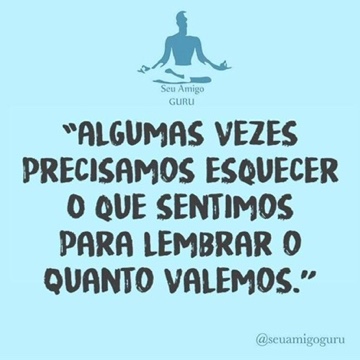 Seu Amigo
GURU
“ALGUMAS VEZES
PRECISAMOS ESQUECER
O QUE SENTIMOS
PARA LEMBRAR O
QUANTO VALEMOS.”
@seuamigoguru